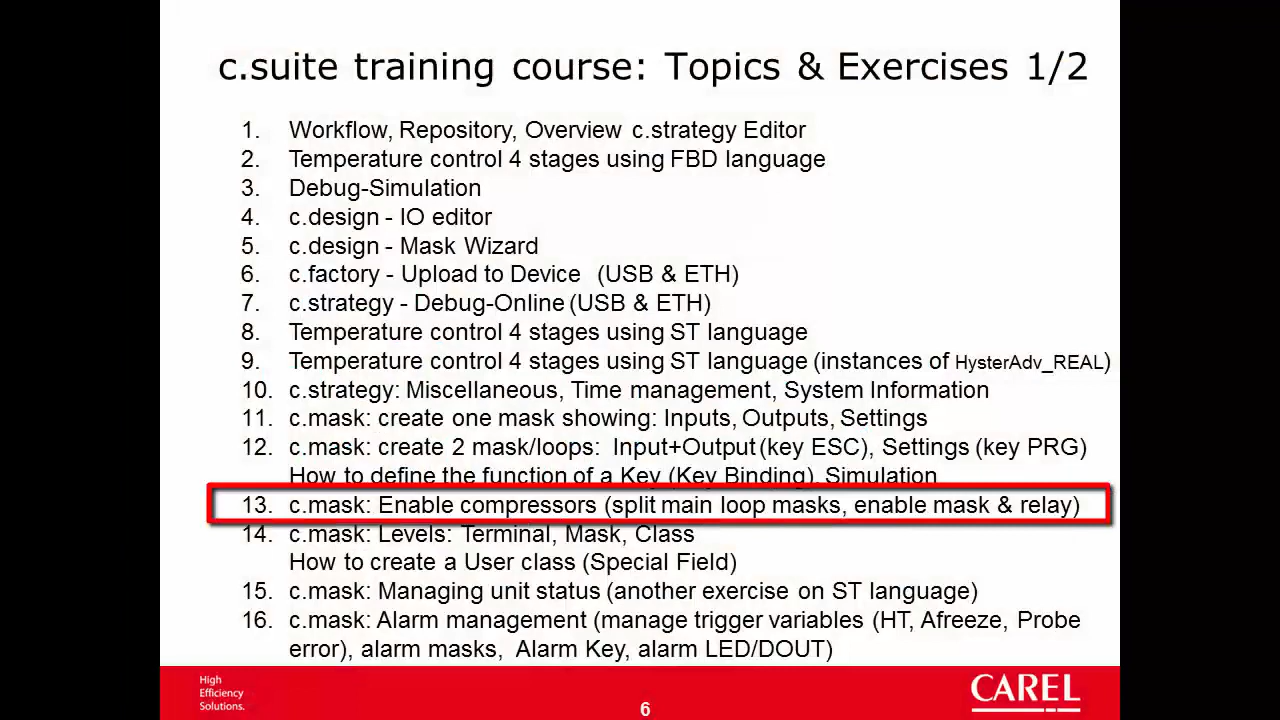 c.suite training course: Topics & Exercises 1/2
1. Workflow, Repository, Overview c.strategy Editor
2. Temperature control 4 stages using FBD language
3. Debug-Simulation
4. c.design - IO editor
5. c.design - Mask Wizard
6. c.factory - Upload to Device (USB & ETH)
7. c.strategy - Debug-Online (USB & ETH)
8. Temperature control 4 stages using ST language
9. Temperature control 4 stages using ST language (instances of HysterAdv_REAL)
10. c.strategy: Miscellaneous, Time management, System Information
11. c.mask: create one mask showing: Inputs, Outputs, Settings
12. c.mask: create 2 mask/loops: Input+Output (key ESC), Settings (key PRG)
How to define the function of a Key (Key Binding), Simulation
13. c.mask: Enable compressors (split main loop masks, enable mask & relay)
14. c.mask: Levels: Terminal, Mask, Class
How to create a User class (Special Field)
15. c.mask: Managing unit status (another exercise on ST language)
16. c.mask: Alarm management (manage trigger variables (HT, Afreeze, Probe
error), alarm masks, Alarm Key, alarm LED/DOUT)
High
Efficiency
Solutions.
6
CAREL